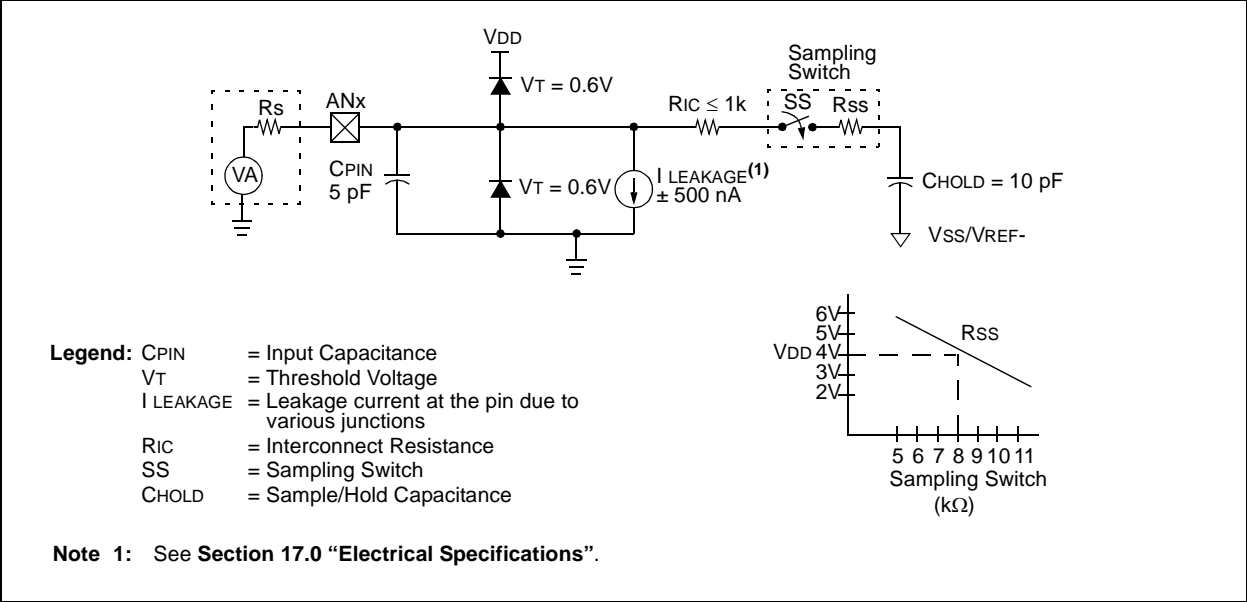 VDD
Sampling
Switch
VT = 0.6V
Rs
ANx
RIC ≤ 1k
SS
Rss
VA
CPIN
5 pF
VT = 0.6V
I LEAKAGE(1)
± 500 nA
CHOLD = 10 pF
VSS/VREF-
6V
5V
VDD 4V
3V
2V
RSS
5 6 7 8 9 10 11
Sampling Switch
(kΩ)
Legend: CPIN = Input Capacitance
VT = Threshold Voltage
I LEAKAGE = Leakage current at the pin due to
various junctions
RIC = Interconnect Resistance
SS = Sampling Switch
CHOLD = Sample/Hold Capacitance
Note 1: See Section 17.0 “Electrical Specifications”.